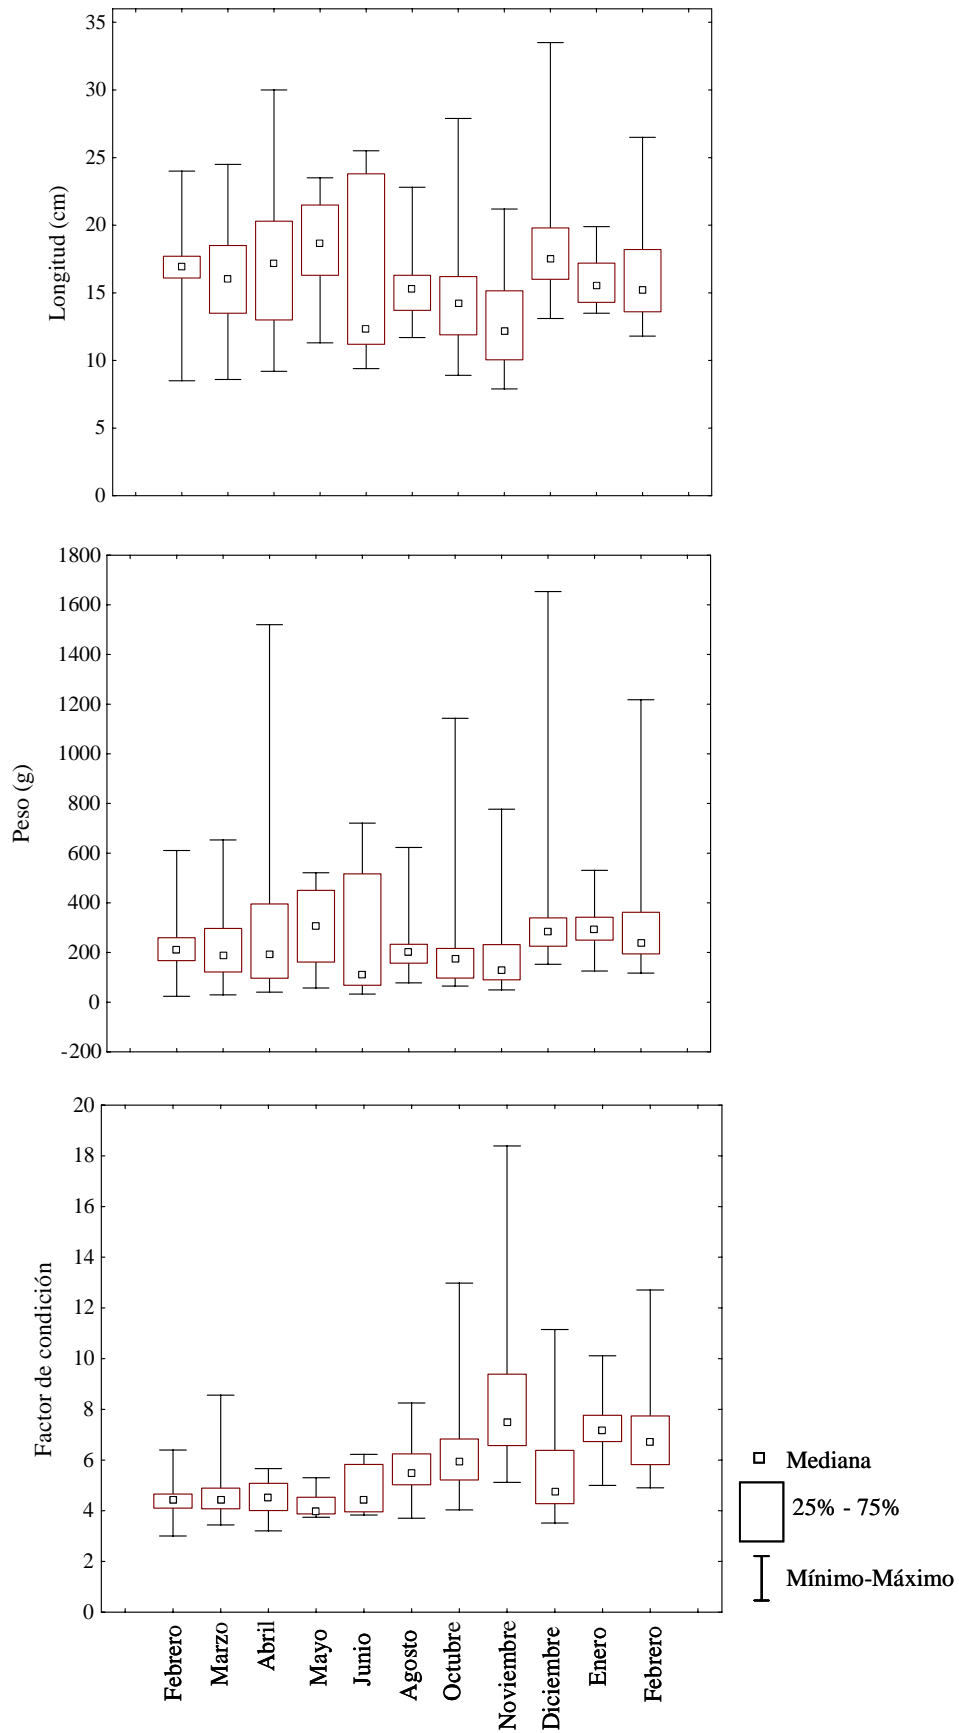 35
30
25
20
15
10
5
0
Longitud (cm)
1800
1600
1400
1200
1000
800
600
400
200
0
-200
Peso (g)
20
18
16
14
12
10
8
6
4
2
0
Factor de condición
Febrero
Marzo
Abril
Mayo
Junio
Agosto
Octubre
Noviembre
Diciembre
Enero
Febrero
Mediana
25% - 75%
Mínimo-Máximo